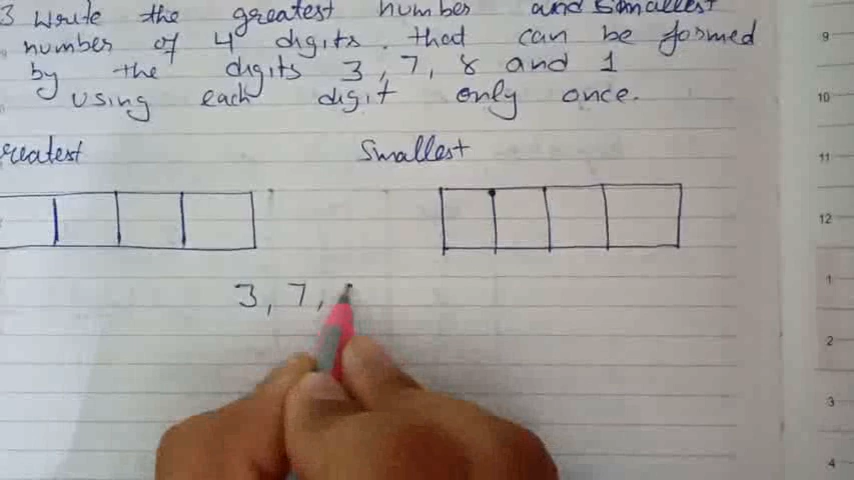 3 Write the greatest number and smallest
number of 4 digits. that can be formed
by the digits 3, 7, 8 and 1
using each digit only once.
reatest Smallest
3, 7,
9
10
11
12
1
2
3
4